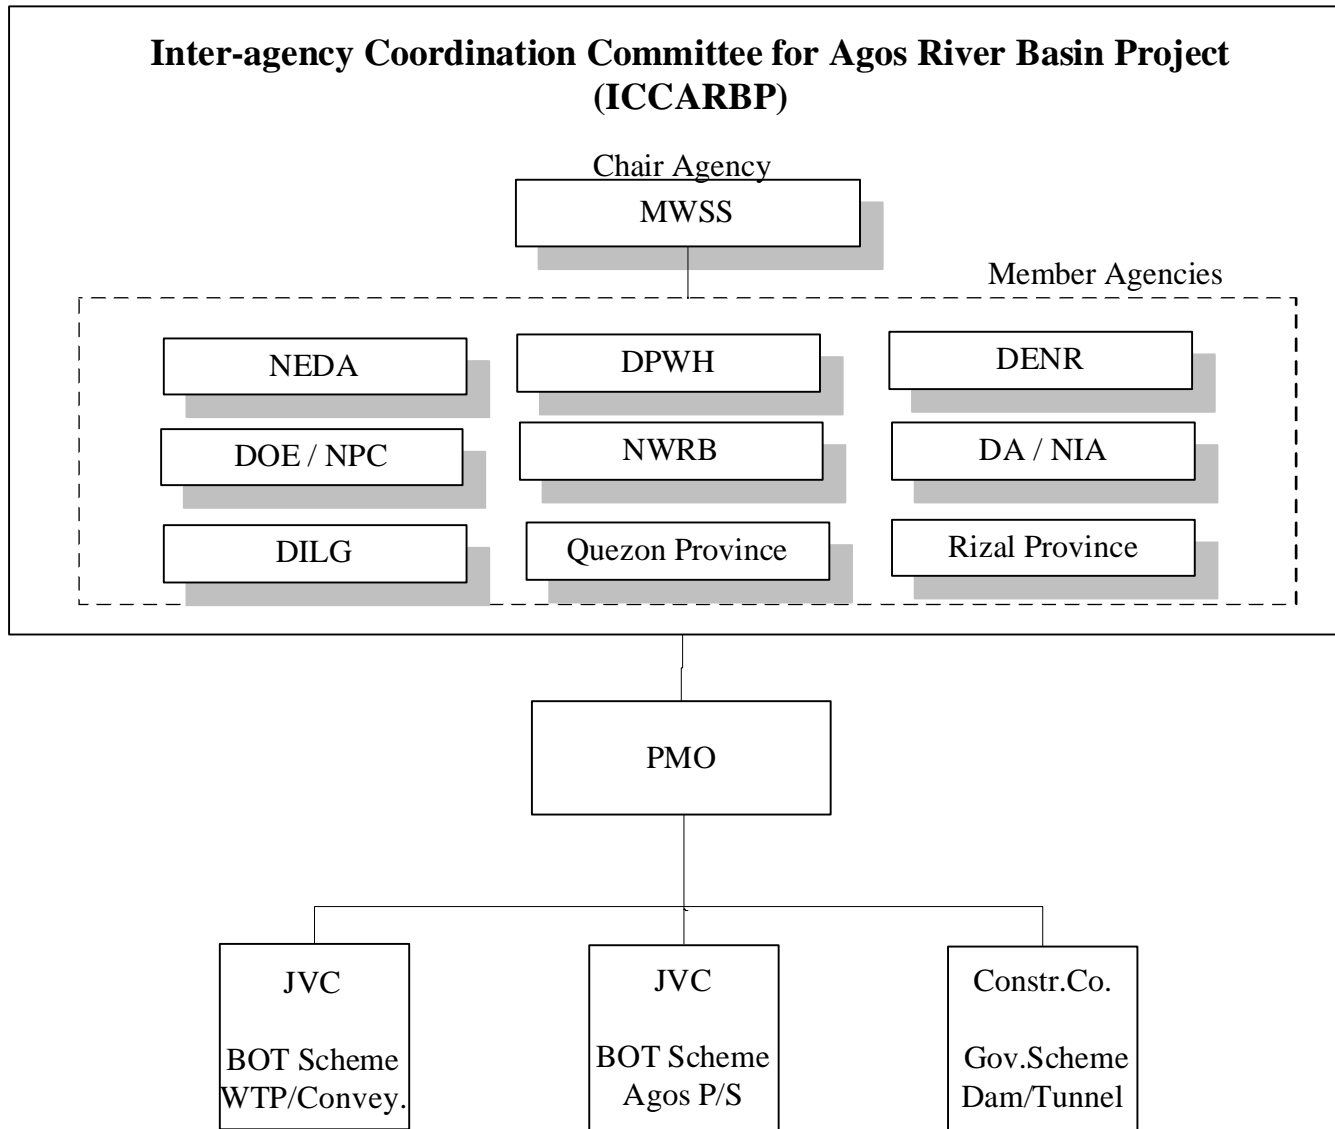 Inter-agency Coordination Committee for Agos River Basin Project
(ICCARBP)
Chair Agency
MWSS
Member Agencies
NEDA
DPWH
DENR
DOE / NPC
NWRB
DA / NIA
DILG
Quezon Province
Rizal Province
PMO
JVC
BOT Scheme
WTP/Convey.
JVC
BOT Scheme
Agos P/S
Constr.Co.
Gov.Scheme
Dam/Tunnel